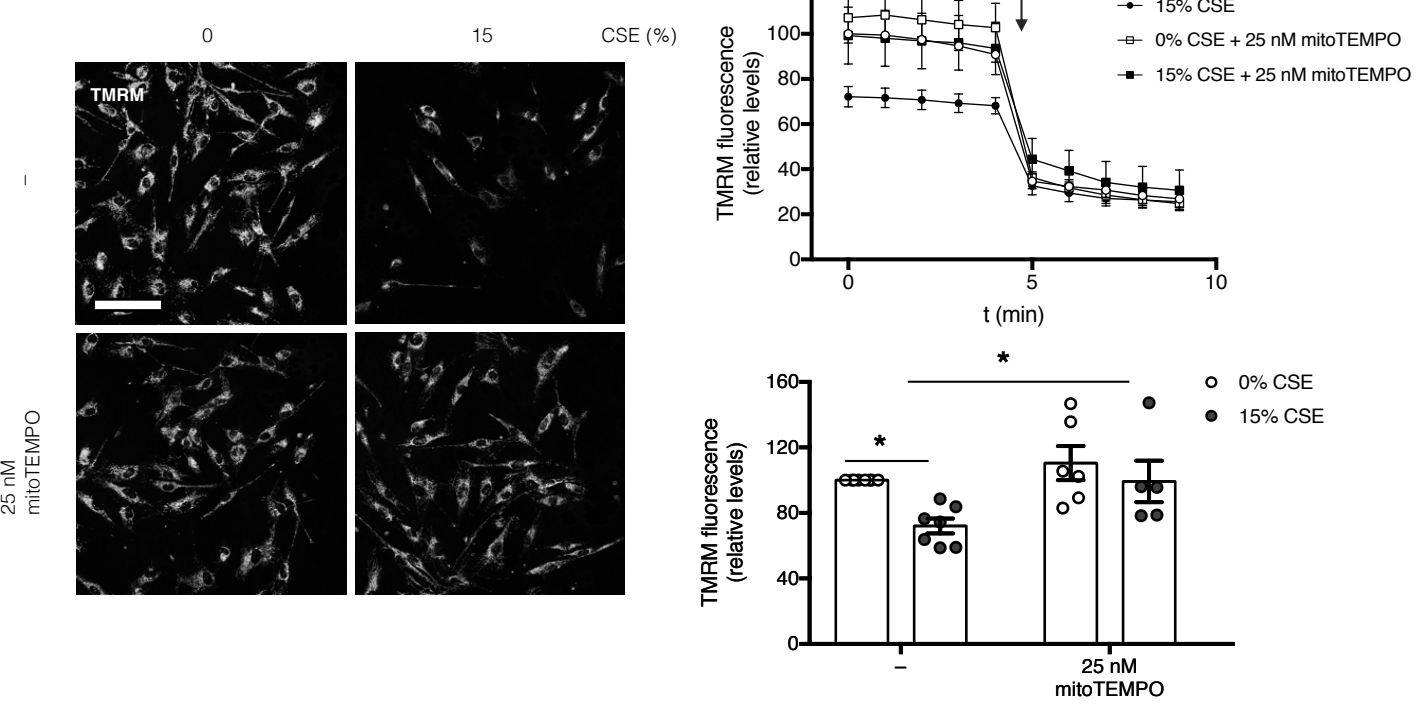 0 15 CSE (%)
TMRM
–
25 nM
mitoTEMPO
TMRM fluorescence
(relative levels)
100
80
60
40
20
0
0 5 10
t (min)
15% CSE
0% CSE + 25 nM mitoTEMPO
15% CSE + 25 nM mitoTEMPO
TMRM fluorescence
(relative levels)
160
120
80
40
0
*
*
– 25 nM
mitoTEMPO
0% CSE
15% CSE